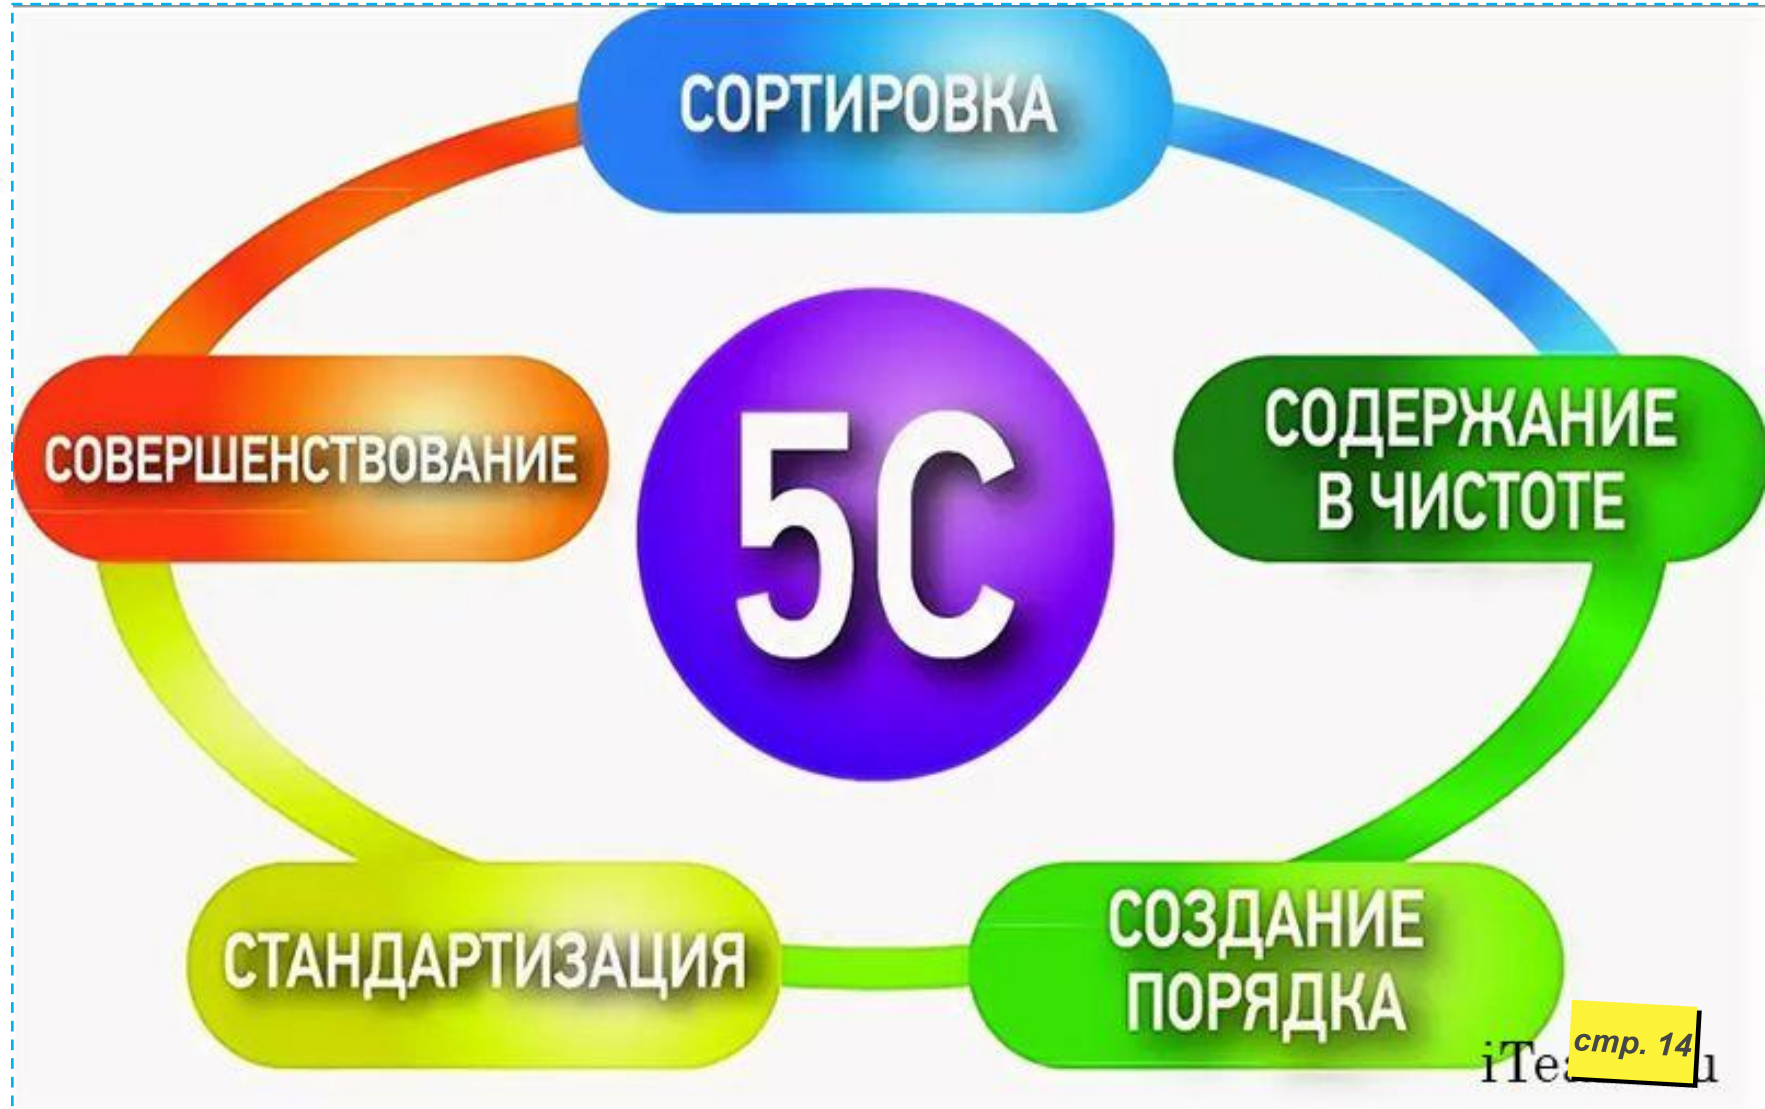 СОРТИРОВКА
СОДЕРЖАНИЕ
В ЧИСТОТЕ
СОВЕРШЕНСТВОВАНИЕ
5С
СТАНДАРТИЗАЦИЯ
СОЗДАНИЕ
ПОРЯДКА
стр. 14